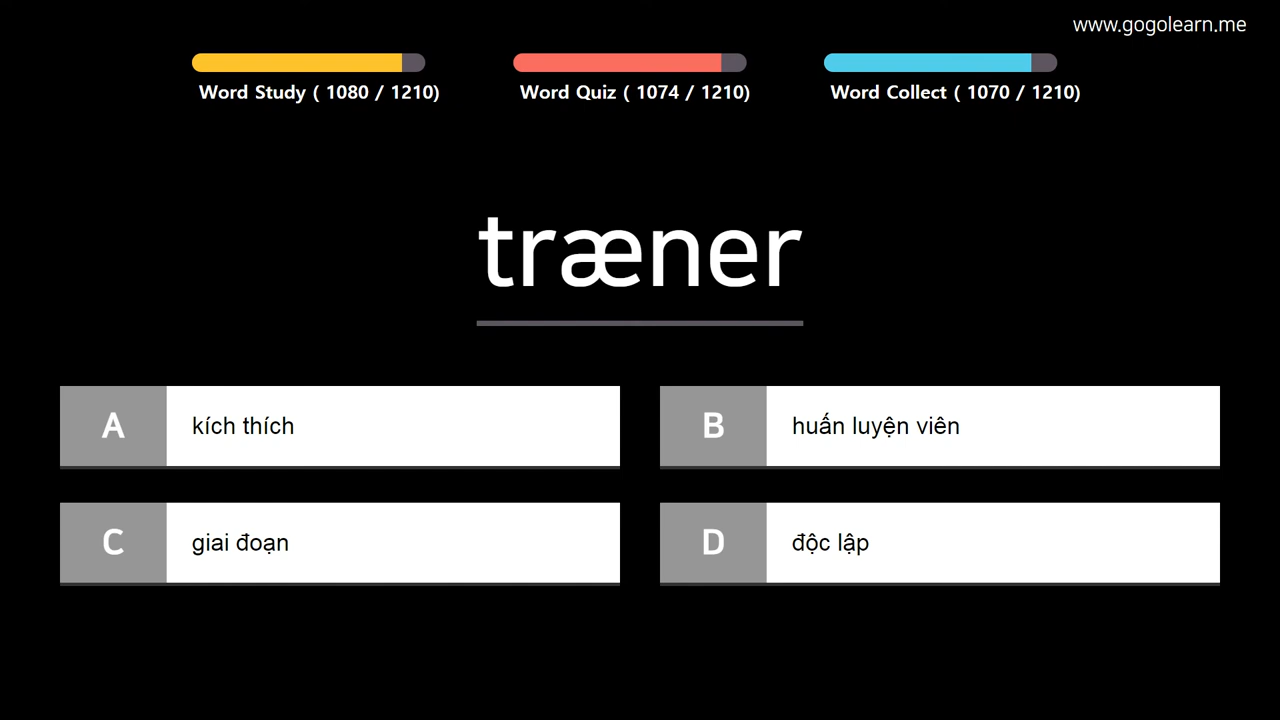 www.gogolearn.me
Word Study ( 1080 / 1210)
Word Quiz ( 1074 / 1210)
Word Collect ( 1070 / 1210)
træner
A kích thích
B huấn luyện viên
C giai đoạn
D độc lập